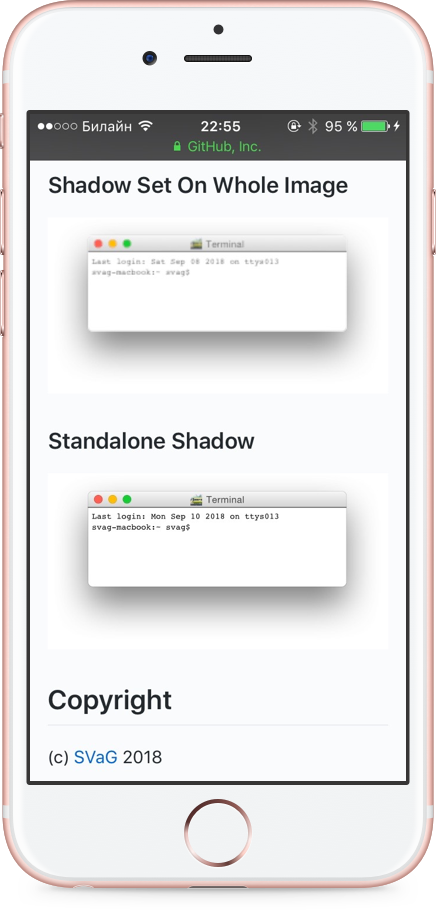 Билайн 22:55 95 %
GitHub, Inc.
Shadow Set On Whole Image
Terminal
Last login: Sat Sep 08 2018 on ttys013
svag-macbook:~ svag$
Standalone Shadow
Terminal
Last login: Mon Sep 10 2018 on ttys013
svag-macbook:~ svag$
Copyright
(c) SVaG 2018